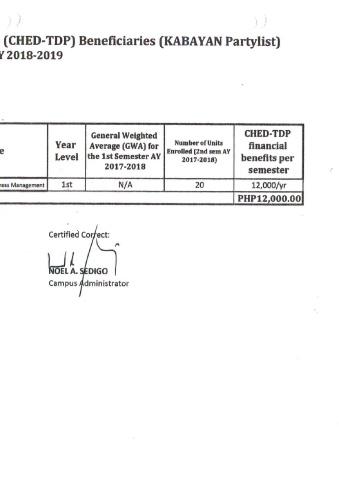 (CHED-TDP) Beneficiaries (KABAYAN Partylist)
Y 2018-2019
e
Year Level
General Weighted Average (GWA) for the 1st Semester AY 2017-2018
Number of Units Enrolled (2nd sem AY 2017-2018)
CHED-TDP financial benefits per semester
ness Management 1st N/A 20 12,000/yr
PHP12,000.00
Certified Correct:
NOEL A. SEDIGO
Campus Administrator